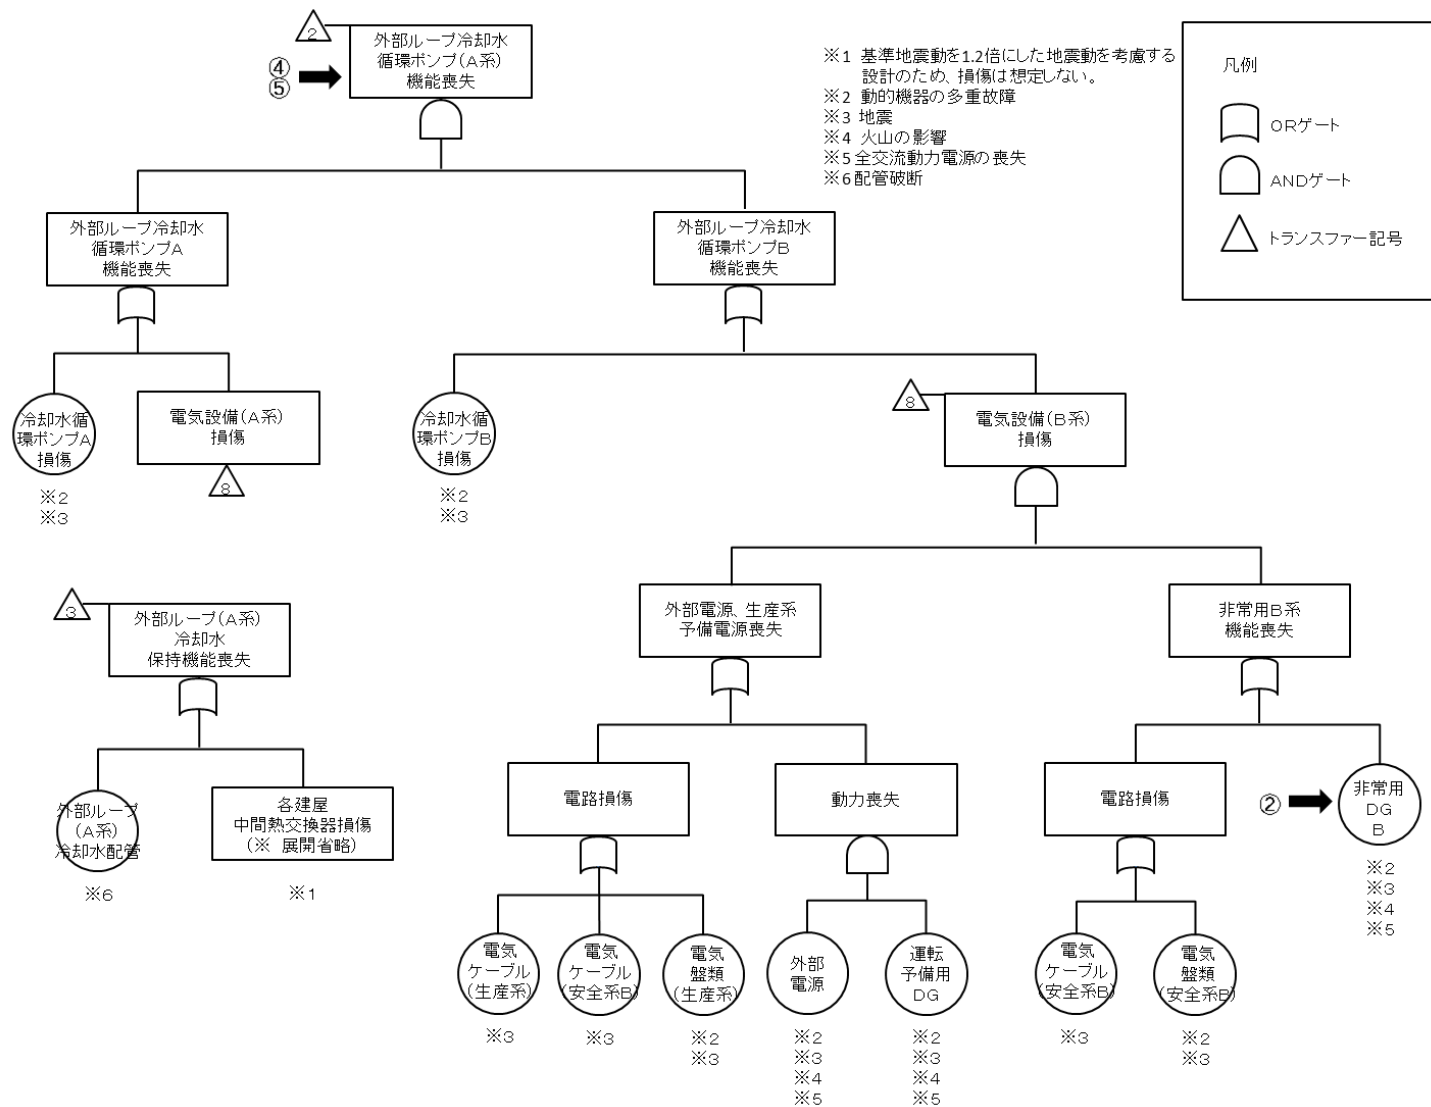 2
外部ループ冷却水
循環ポンプ(A系)
機能喪失
④
⑤
※1 基準地震動を1.2倍にした地震動を考慮する
設計のため、損傷は想定しない。
※2 動的機器の多重故障
※3 地震
※4 火山の影響
※5 全交流動力電源の喪失
※6 配管破断
凡例
ORゲート
ANDゲート
トランスファー記号
外部ループ冷却水
循環ポンプA
機能喪失
外部ループ冷却水
循環ポンプB
機能喪失
冷却水循
環ポンプA
損傷
※2
※3
電気設備(A系)
損傷
8
冷却水循
環ポンプB
損傷
※2
※3
8
電気設備(B系)
損傷
3
外部ループ(A系)
冷却水
保持機能喪失
外部ループ
(A系)
冷却水配管
※6
各建屋
中間熱交換器損傷
(※ 展開省略)
※1
外部電源、生産系
予備電源喪失
非常用B系
機能喪失
電路損傷
動力喪失
電路損傷
②
非常用
DG
B
※2
※3
※4
※5
電気
ケーブル
(生産系)
※3
電気
ケーブル
(安全系B)
※3
電気
盤類
(生産系)
※2
※3
外部
電源
※2
※3
※4
※5
運転
予備用
DG
※2
※3
※4
※5
電気
ケーブル
(安全系B)
※3
電気
盤類
(安全系B)
※2
※3